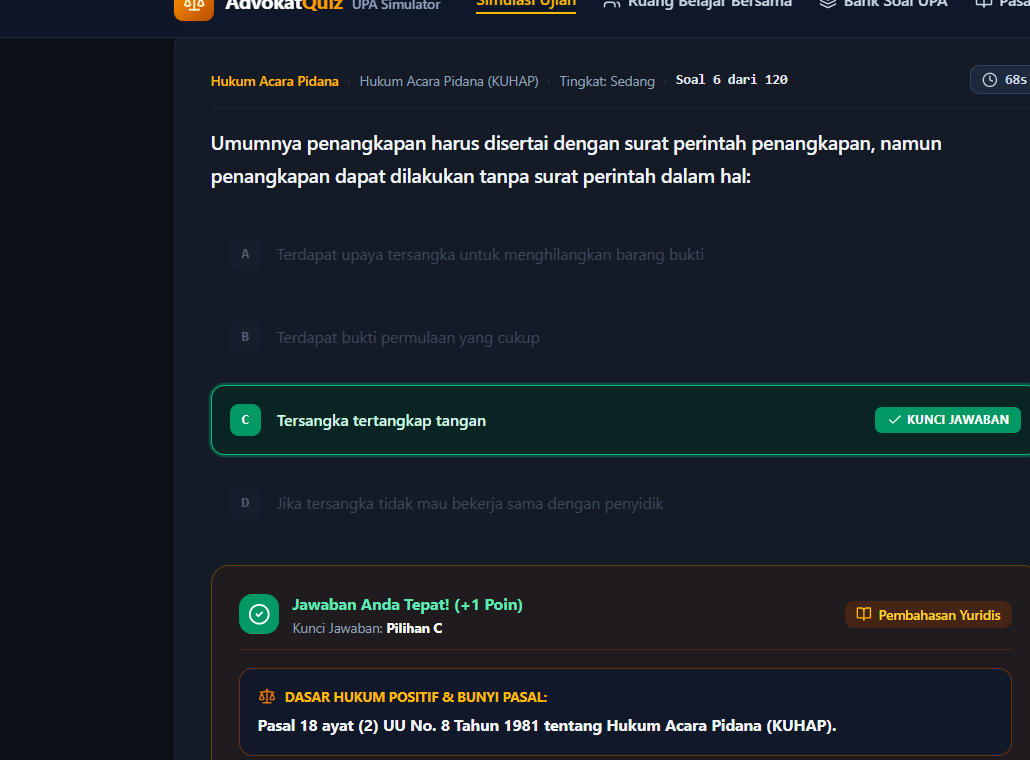 AdvokatQuiz UPA Simulator Simulasi Ujian Ruang Belajar Bersama Bank Soal UPA Pasa
Hukum Acara Pidana · Hukum Acara Pidana (KUHAP) · Tingkat: Sedang · Soal 6 dari 120 68s
Umumnya penangkapan harus disertai dengan surat perintah penangkapan, namun
penangkapan dapat dilakukan tanpa surat perintah dalam hal:
A Terdapat upaya tersangka untuk menghilangkan barang bukti
B Terdapat bukti permulaan yang cukup
C Tersangka tertangkap tangan KUNCI JAWABAN
D Jika tersangka tidak mau bekerja sama dengan penyidik
Jawaban Anda Tepat! (+1 Poin)
Kunci Jawaban: Pilihan C
Pembahasan Yuridis
DASAR HUKUM POSITIF & BUNYI PASAL:
Pasal 18 ayat (2) UU No. 8 Tahun 1981 tentang Hukum Acara Pidana (KUHAP).